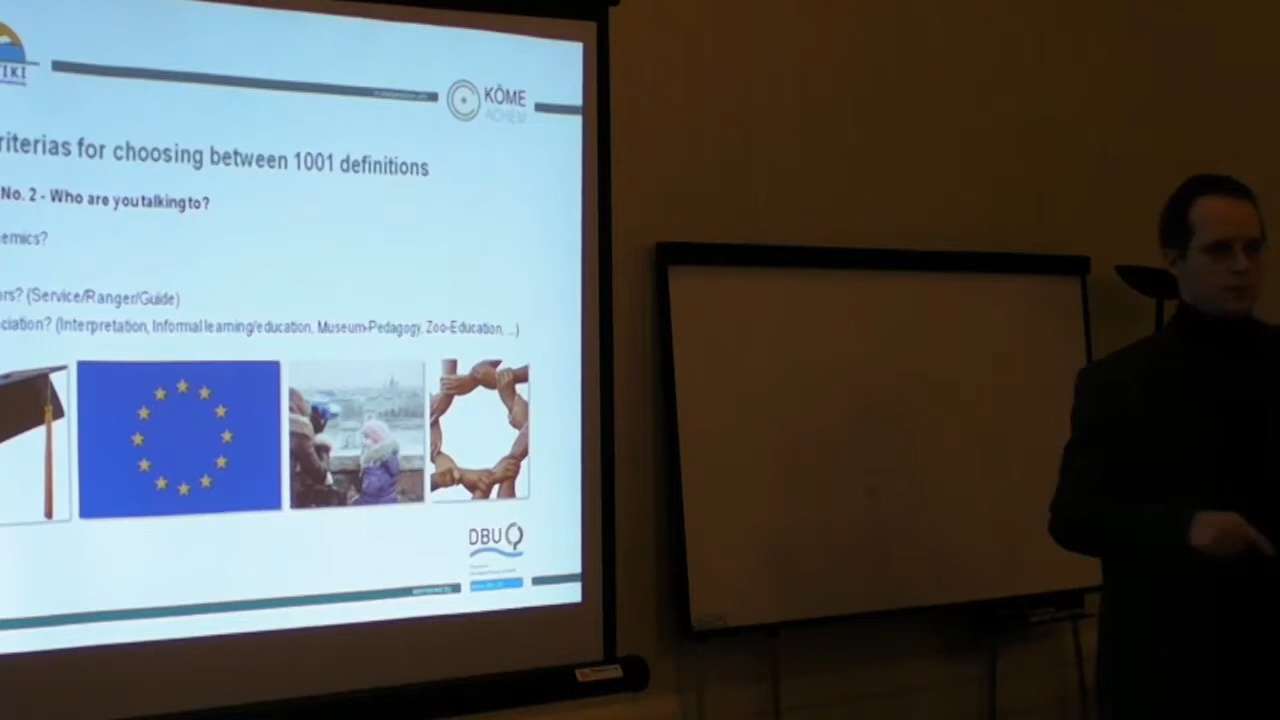 IKI
KÖME
riterias for choosing between 1001 definitions
No. 2 - Who are you talking to?
emics?
rs? (Service/Ranger/Guide)
ciation? (Interpretation, Informal learning/education, Museum-Pedagogy, Zoo-Education, ...)
DBU